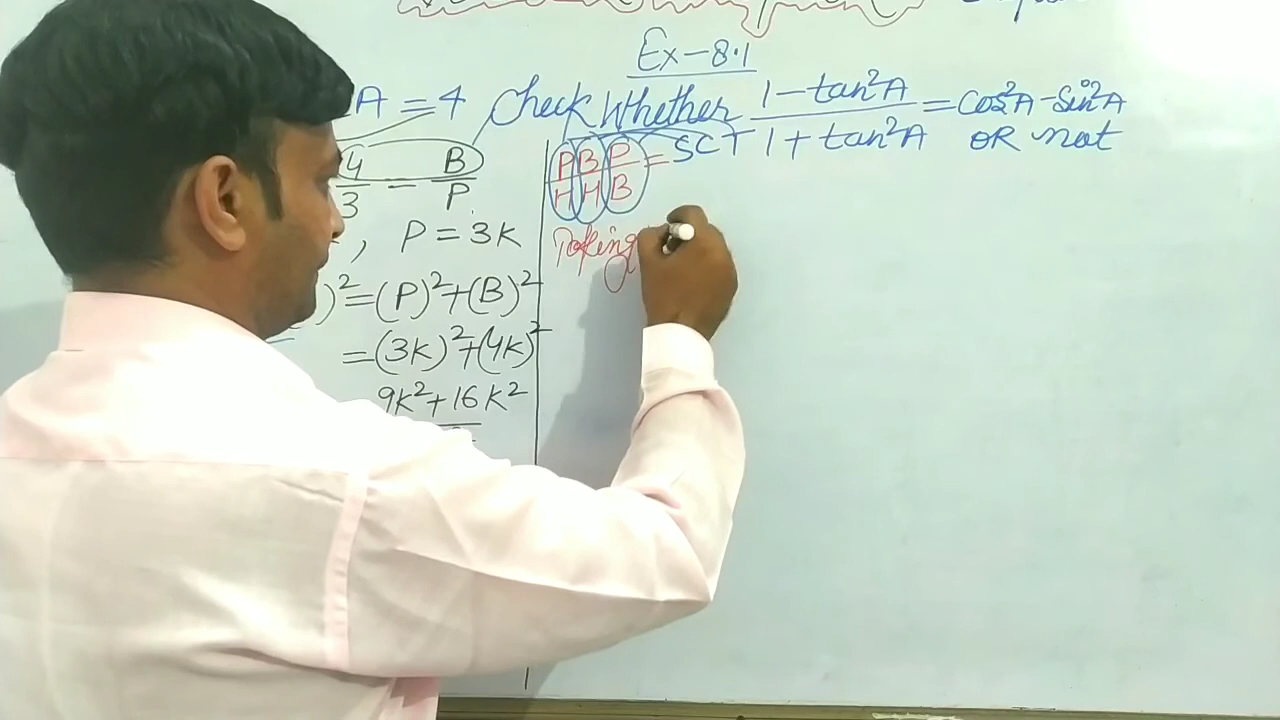 Ex-8.1
A = 4 Check Whether 1-tan²A / 1+tan²A = Cos²A - Sin²A OR not
4/3 = B/P
P/H B/H P/B = SCT
, P = 3K
)² = (P)² + (B)²
= (3K)² + (4K)²
9K² + 16K²
Taking